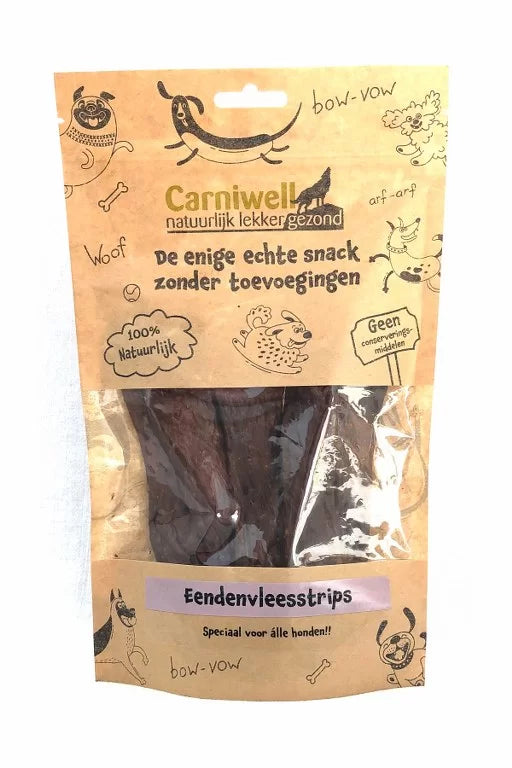 bow-vow
Carniwell
natuurlijk lekker gezond
arf-arf
Woof
De enige echte snack
zonder toevoegingen
100%
Natuurlijk
Geen
conserverings-
middelen
Eendenvleesstrips
Speciaal voor álle honden!!
bow-vow